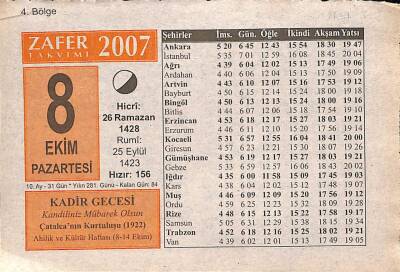 4. Bölge
ZAFER 2007
TAKVİMİ
8
EKİM
PAZARTESİ
Hicrî:
26 Ramazan
1428
Rumî:
25 Eylül
1423
Hızır: 156
10. Ay - 31 Gün * Yılın 281. Günü - Kalan Gün: 84
KADİR GECESİ
Kandiliniz Mübarek Olsun
Çatalca'nın Kurtuluşu (1922)
Ahilik ve Kültür Haftası (8-14 Ekim)
Şehirler İms. Gün. Öğle İkindi Akşam Yatsı
Ankara 5 20 6 45 12 43 15 54 18 30 19 47
İstanbul 5 35 7 01 12 59 16 08 18 45 20 04
Ağrı 4 39 6 04 12 02 15 13 17 49 19 06
Ardahan 4 40 6 06 12 04 15 13 17 50 19 09
Artvin 4 43 6 10 12 07 15 16 17 53 19 12
Bayburt 4 50 6 15 12 14 15 24 18 00 19 18
Bingöl 4 50 6 13 12 13 15 24 18 00 19 16
Bitlis 4 44 6 07 12 06 15 18 17 54 19 10
Erzincan 4 53 6 18 12 17 15 27 18 03 19 21
Erzurum 4 46 6 11 12 10 15 20 17 56 19 14
Kocaeli 5 31 6 57 12 55 16 04 18 41 20 00
Giresun 4 57 6 23 12 21 15 30 18 07 19 26
Gümüşhane 4 53 6 19 12 17 15 27 18 03 19 21
Gebze 5 33 6 59 12 57 16 06 18 43 20 02
Iğdır 4 35 6 00 11 58 15 09 17 45 19 03
Kars 4 38 6 04 12 02 15 12 17 48 19 07
Muş 4 46 6 09 12 09 15 20 17 56 19 12
Ordu 4 59 6 25 12 23 15 32 18 09 19 28
Rize 4 48 6 15 12 13 15 22 17 58 19 17
Samsun 5 05 6 31 12 29 15 38 18 15 19 34
Trabzon 4 52 6 18 12 16 15 25 18 02 19 21
Van 4 39 6 02 12 01 15 13 17 49 19 05